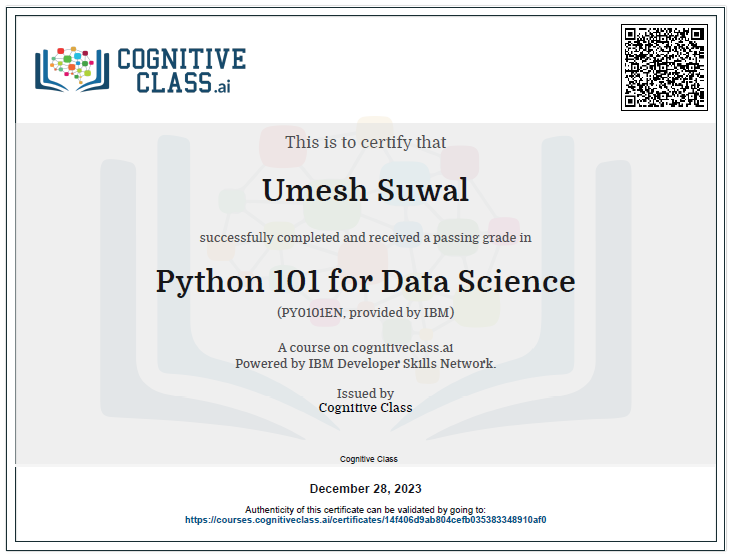 COGNITIVE
CLASS.ai
This is to certify that
Umesh Suwal
successfully completed and received a passing grade in
Python 101 for Data Science
(PY0101EN, provided by IBM)
A course on cognitiveclass.ai
Powered by IBM Developer Skills Network.
Issued by
Cognitive Class
Cognitive Class
December 28, 2023
Authenticity of this certificate can be validated by going to:
https://courses.cognitiveclass.ai/certificates/14f406d9ab804cefb035383348910af0